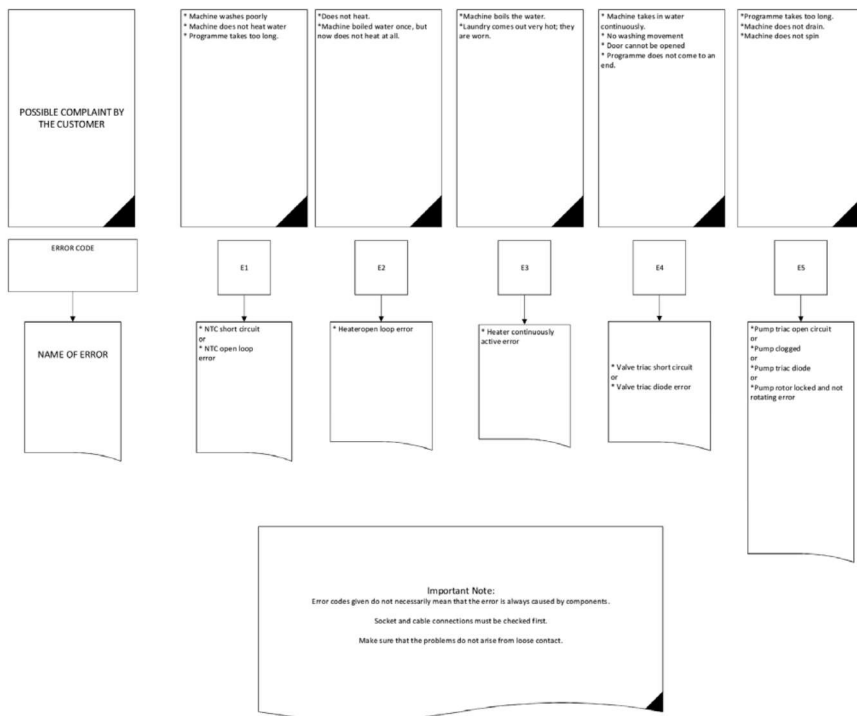 POSSIBLE COMPLAINT BY
THE CUSTOMER
* Machine washes poorly
* Machine does not heat water
* Programme takes too long.
*Does not heat.
*Machine boiled water once, but
now does not heat at all.
*Machine boils the water.
*Laundry comes out very hot; they
are worn.
* Machine takes in water
continuously.
* No washing movement
* Door cannot be opened
* Programme does not come to an
end.
*Programme takes too long.
*Machine does not drain.
*Machine does not spin
ERROR CODE
E1
E2
E3
E4
E5
NAME OF ERROR
* NTC short circuit
or
* NTC open loop
error
* Heateropen loop error
* Heater continuously
active error
* Valve triac short circuit
or
* Valve triac diode error
*Pump triac open circuit
or
*Pump clogged
or
*Pump triac diode
or
*Pump rotor locked and not
rotating error
Important Note:
Error codes given do not necessarily mean that the error is always caused by components.
Socket and cable connections must be checked first.
Make sure that the problems do not arise from loose contact.